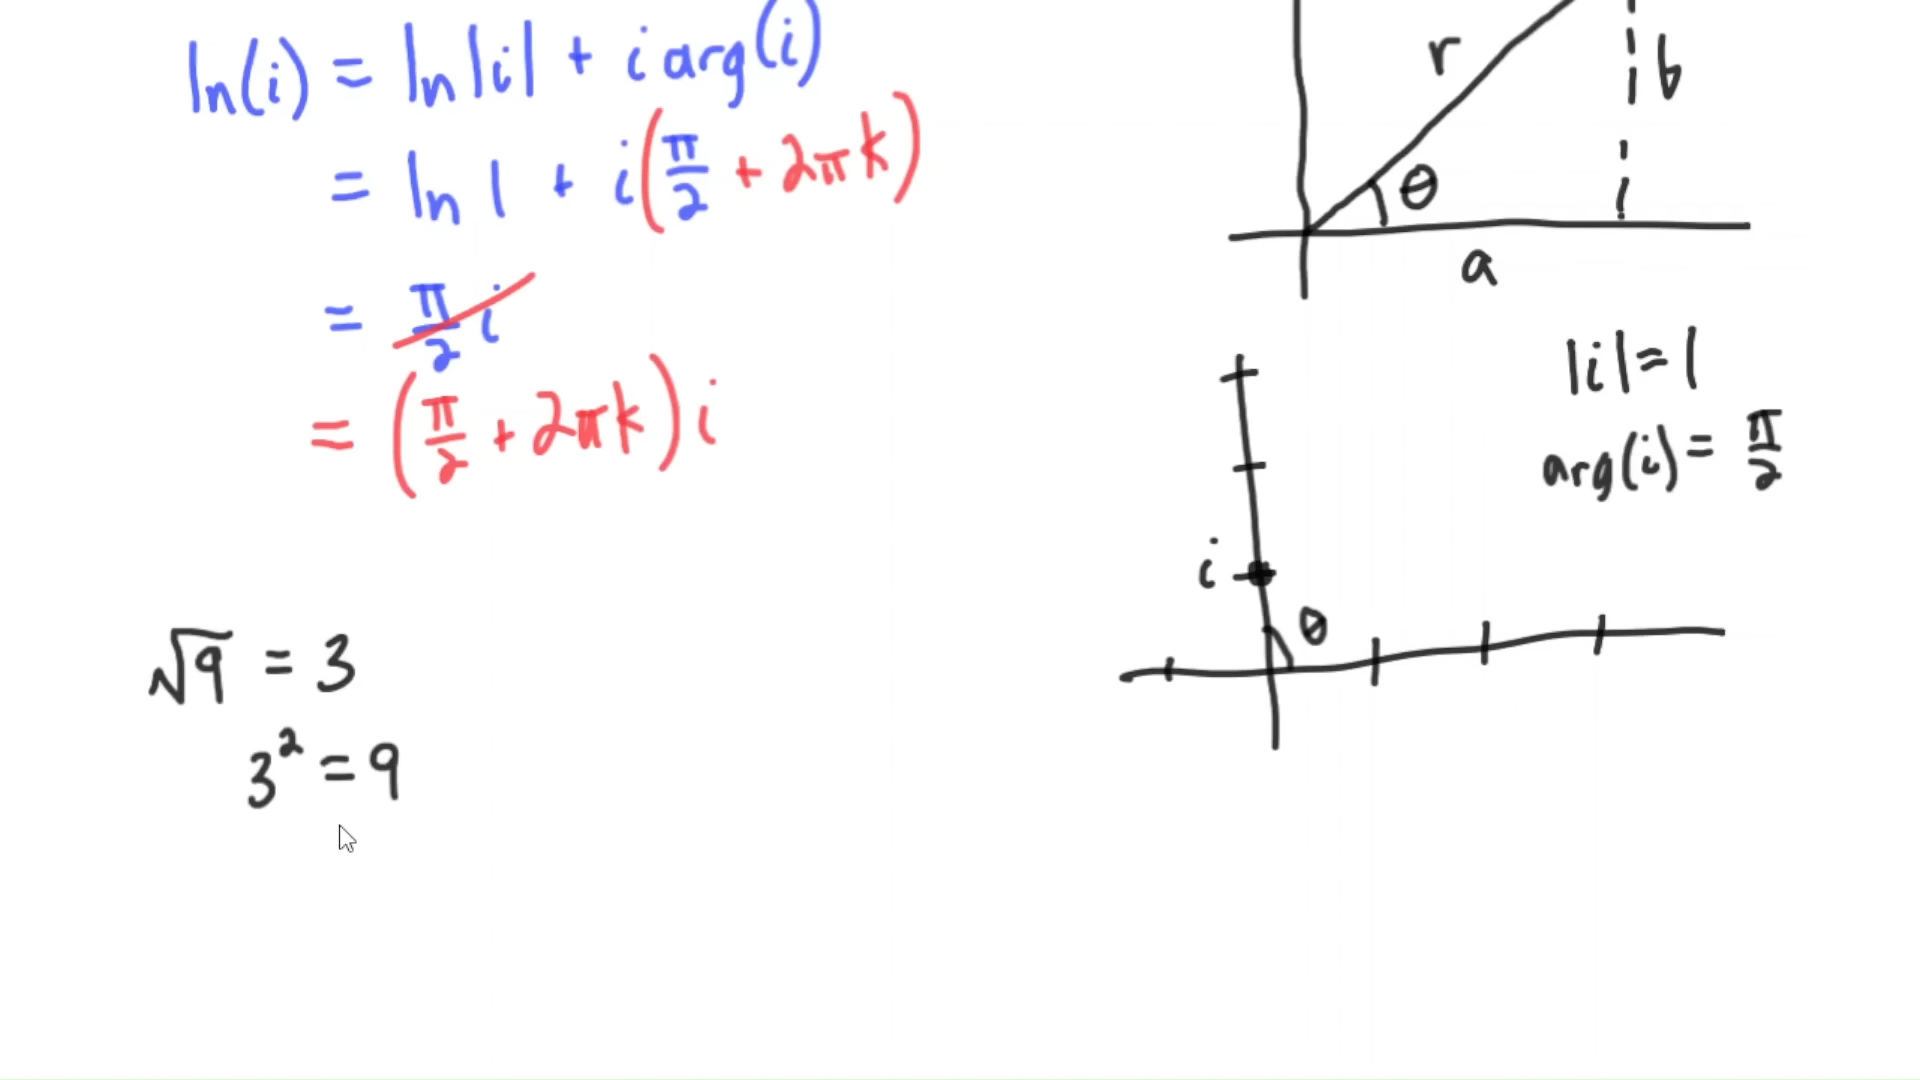 ln(i) = ln|i| + i arg(i)
= ln 1 + i(π/2 + 2πk)
= π/2 i
= (π/2 + 2πk) i
√9 = 3
3² = 9
r
b
θ
a
|i| = 1
arg(i) = π/2
i
θ